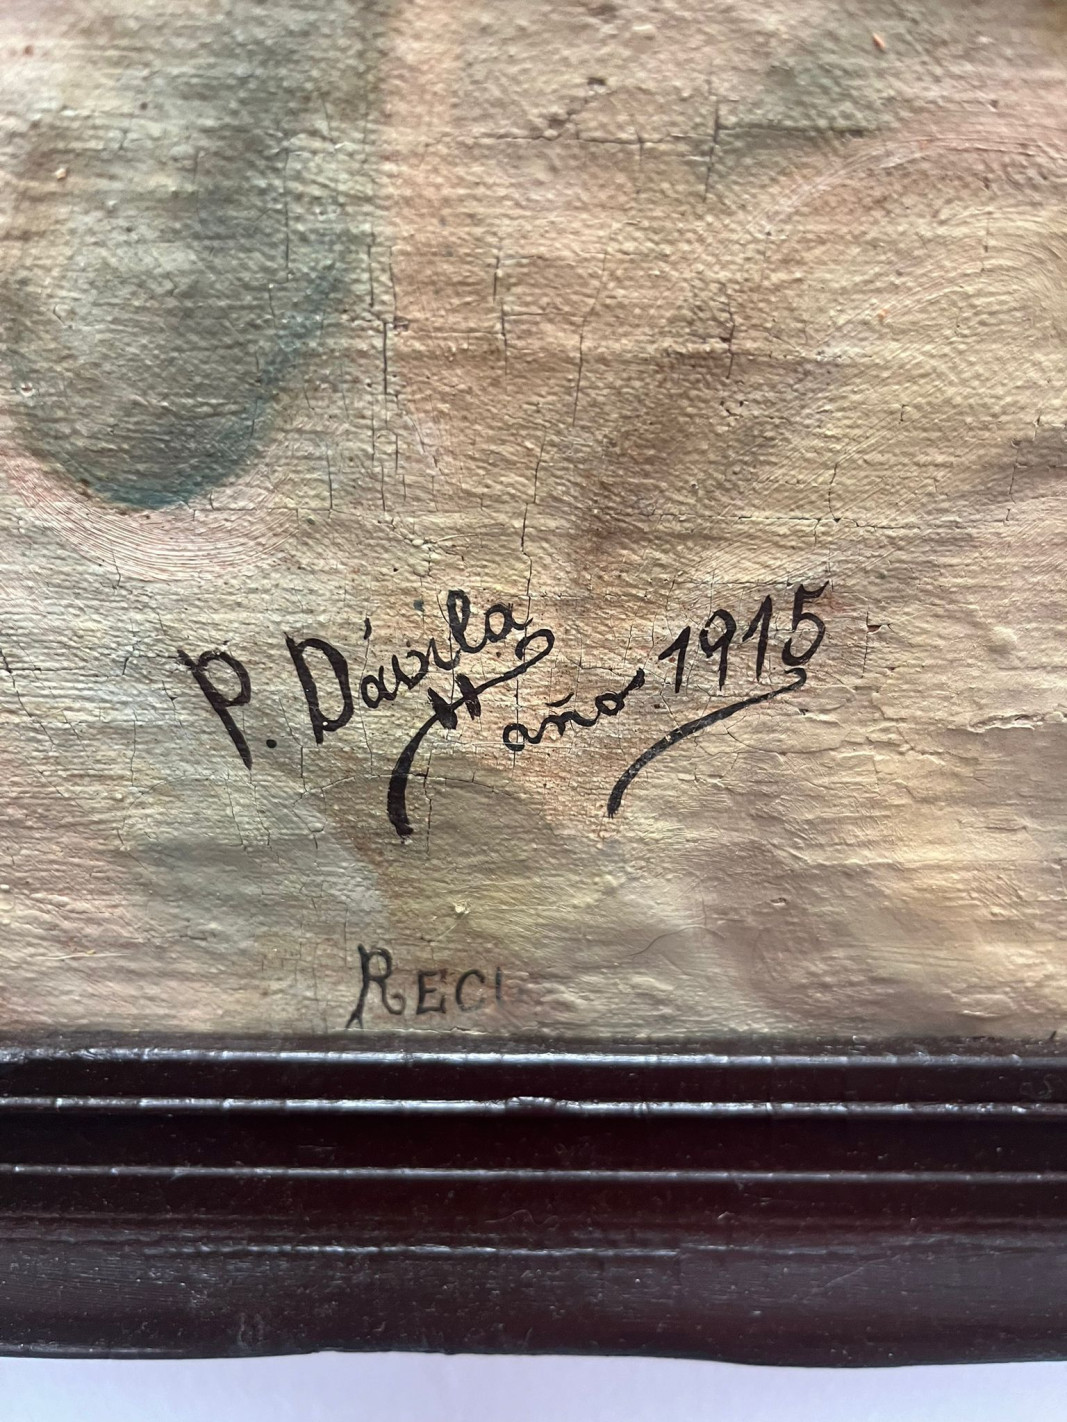 P. Dávila
año 1915
RECI